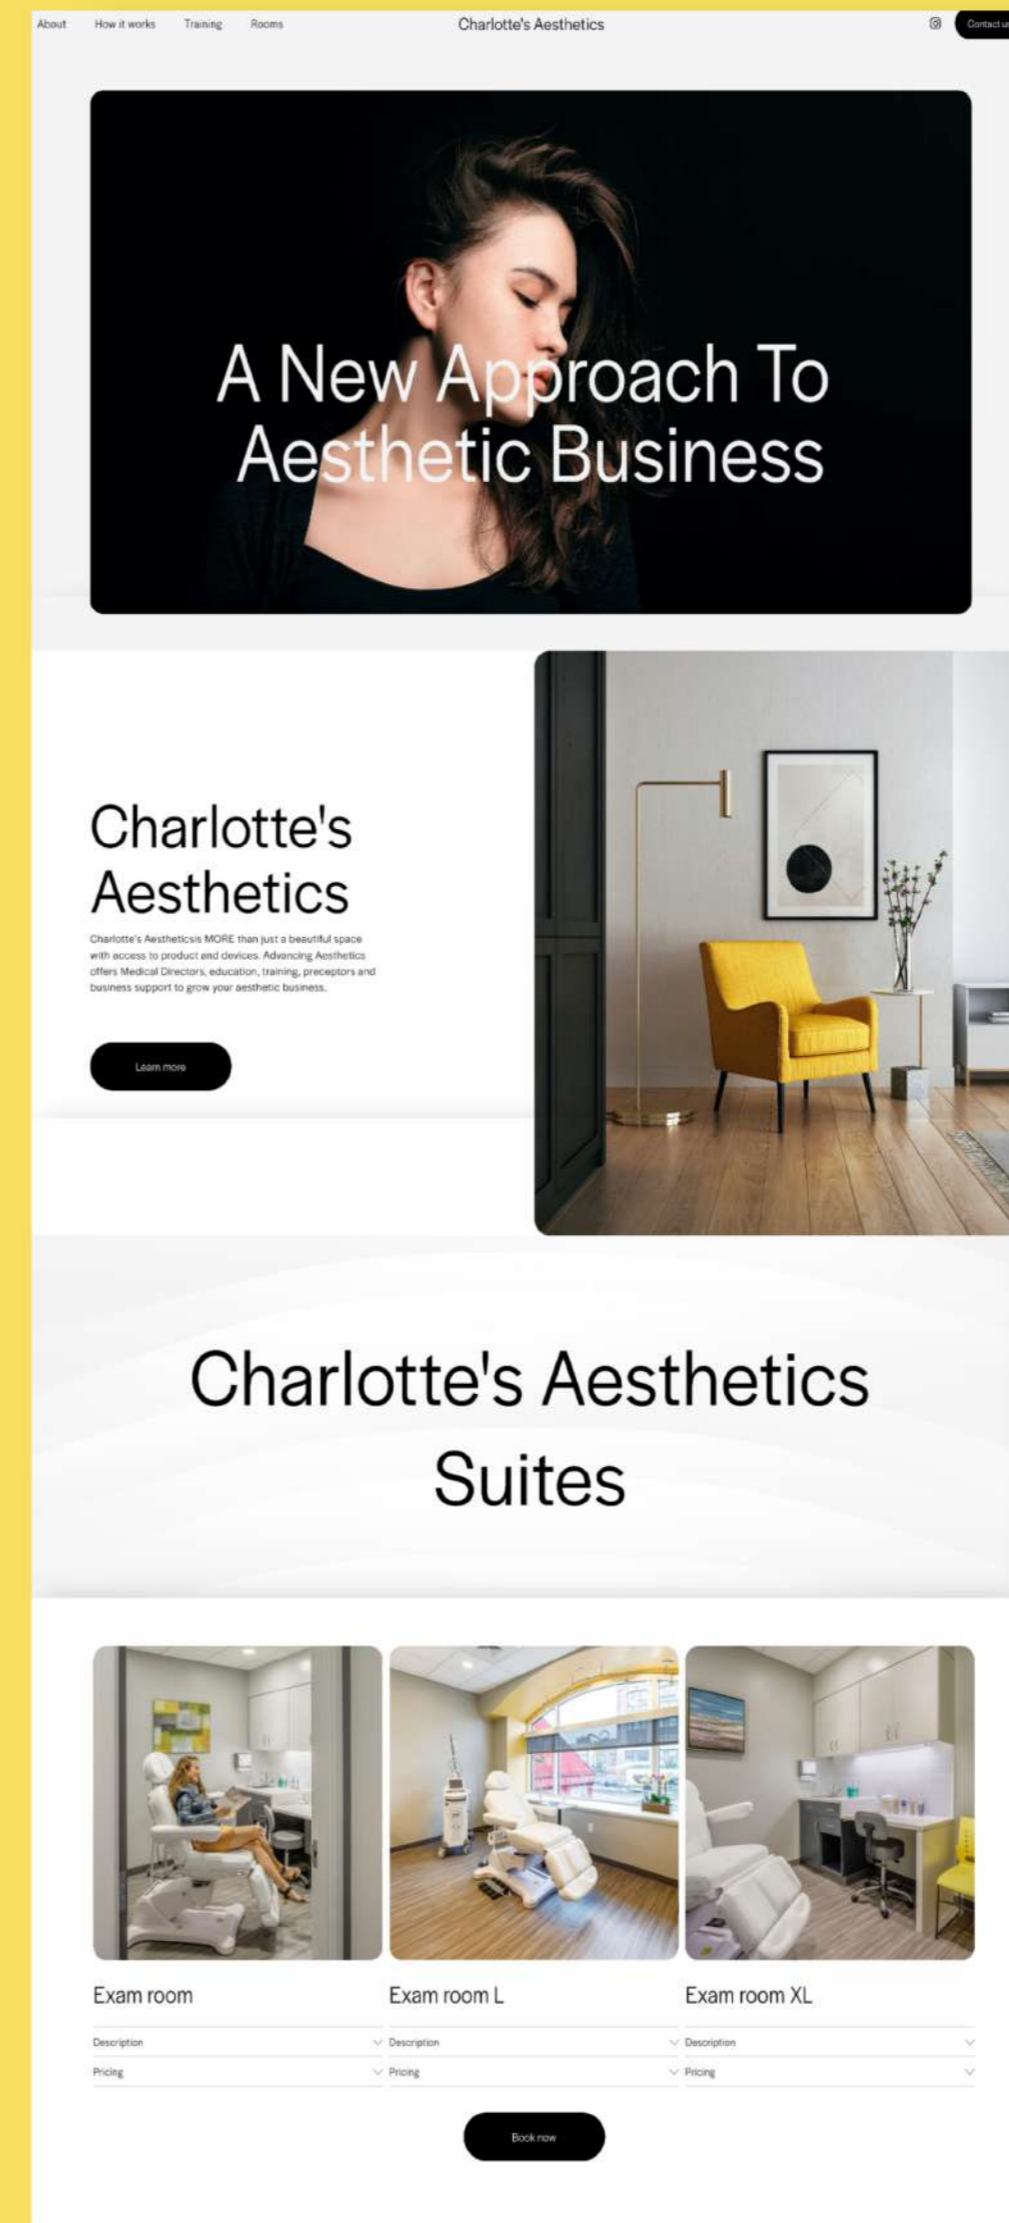 About How it works Training Rooms Charlotte's Aesthetics Contact us
A New Approach To
Aesthetic Business
Charlotte's
Aesthetics
Charlotte's Aestheticsis MORE than just a beautiful space
with access to product and devices. Advancing Aesthetics
offers Medical Directors, education, training, preceptors and
business support to grow your aesthetic business.
Learn more
Charlotte's Aesthetics
Suites
Exam room Exam room L Exam room XL
Description Description Description
Pricing Pricing Pricing
Book now